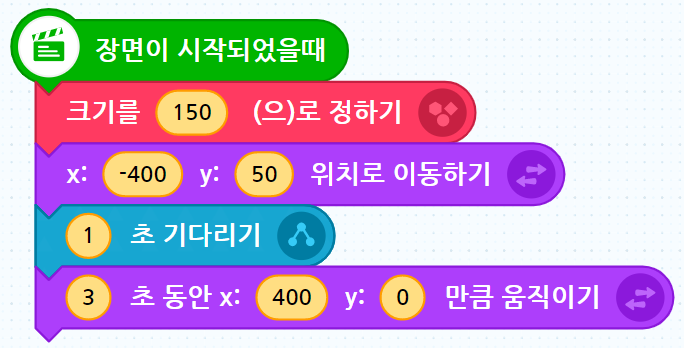 장면이 시작되었을때
크기를 150 (으)로 정하기
x: -400 y: 50 위치로 이동하기
1 초 기다리기
3 초 동안 x: 400 y: 0 만큼 움직이기